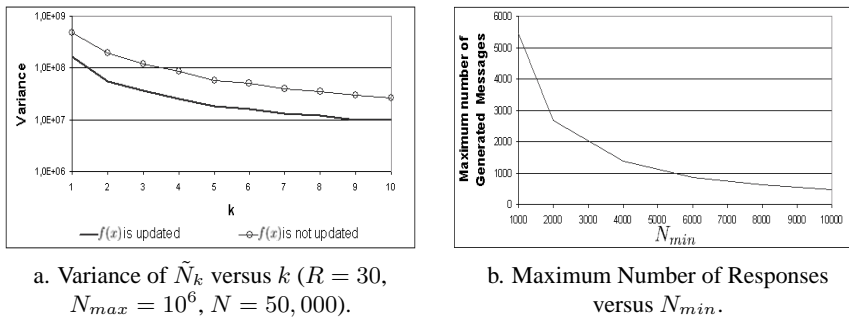 1,0E+09
1,0E+08
1,0E+07
1,0E+06
Variance
1 2 3 4 5 6 7 8 9 10
k
f(x) is updated
f(x) is not updated
a. Variance of Ñ_k versus k (R = 30,
N_max = 10^6, N = 50, 000).
6000
5000
4000
3000
2000
1000
0
Maximum number of
Generated Messages
1000 2000 3000 4000 5000 6000 7000 8000 9000 10000
N_min
b. Maximum Number of Responses
versus N_min.